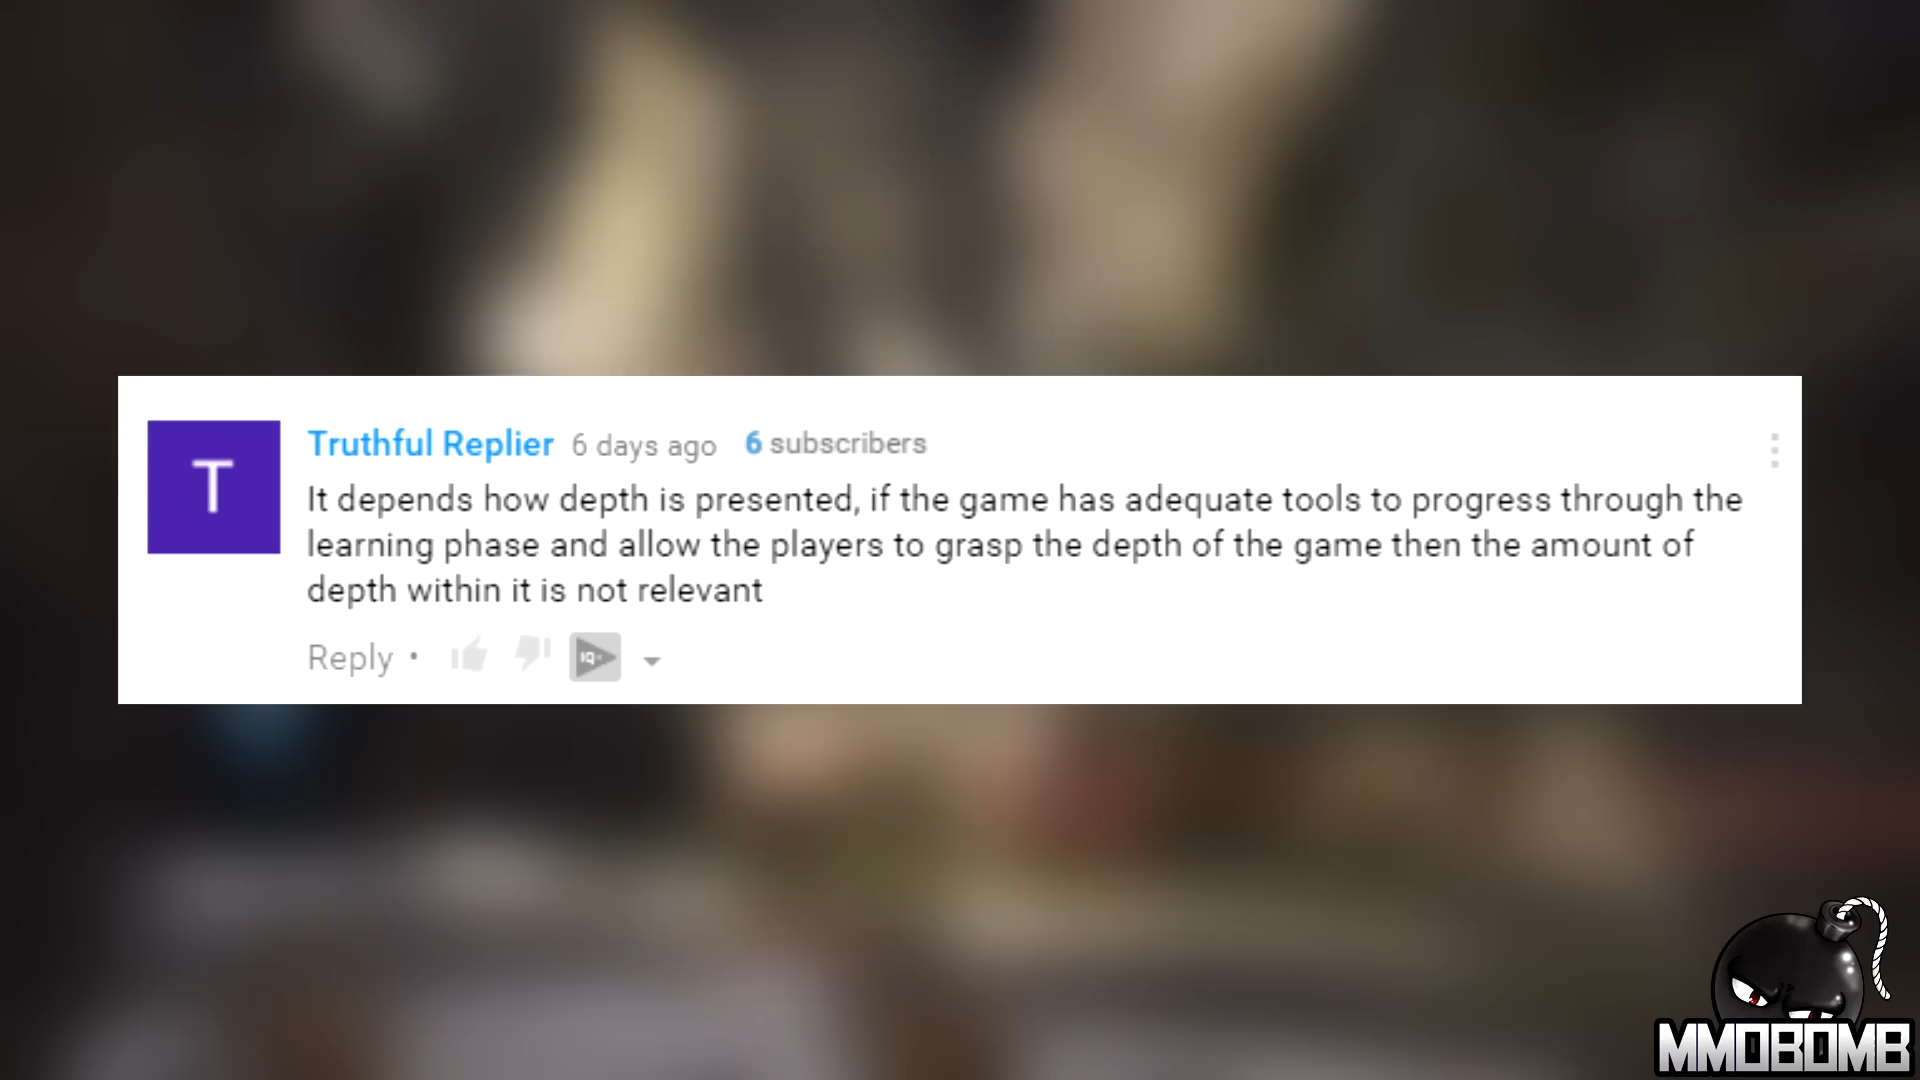 T
Truthful Replier 6 days ago 6 subscribers
It depends how depth is presented, if the game has adequate tools to progress through the
learning phase and allow the players to grasp the depth of the game then the amount of
depth within it is not relevant
Reply •
IQ
MMOBOMB